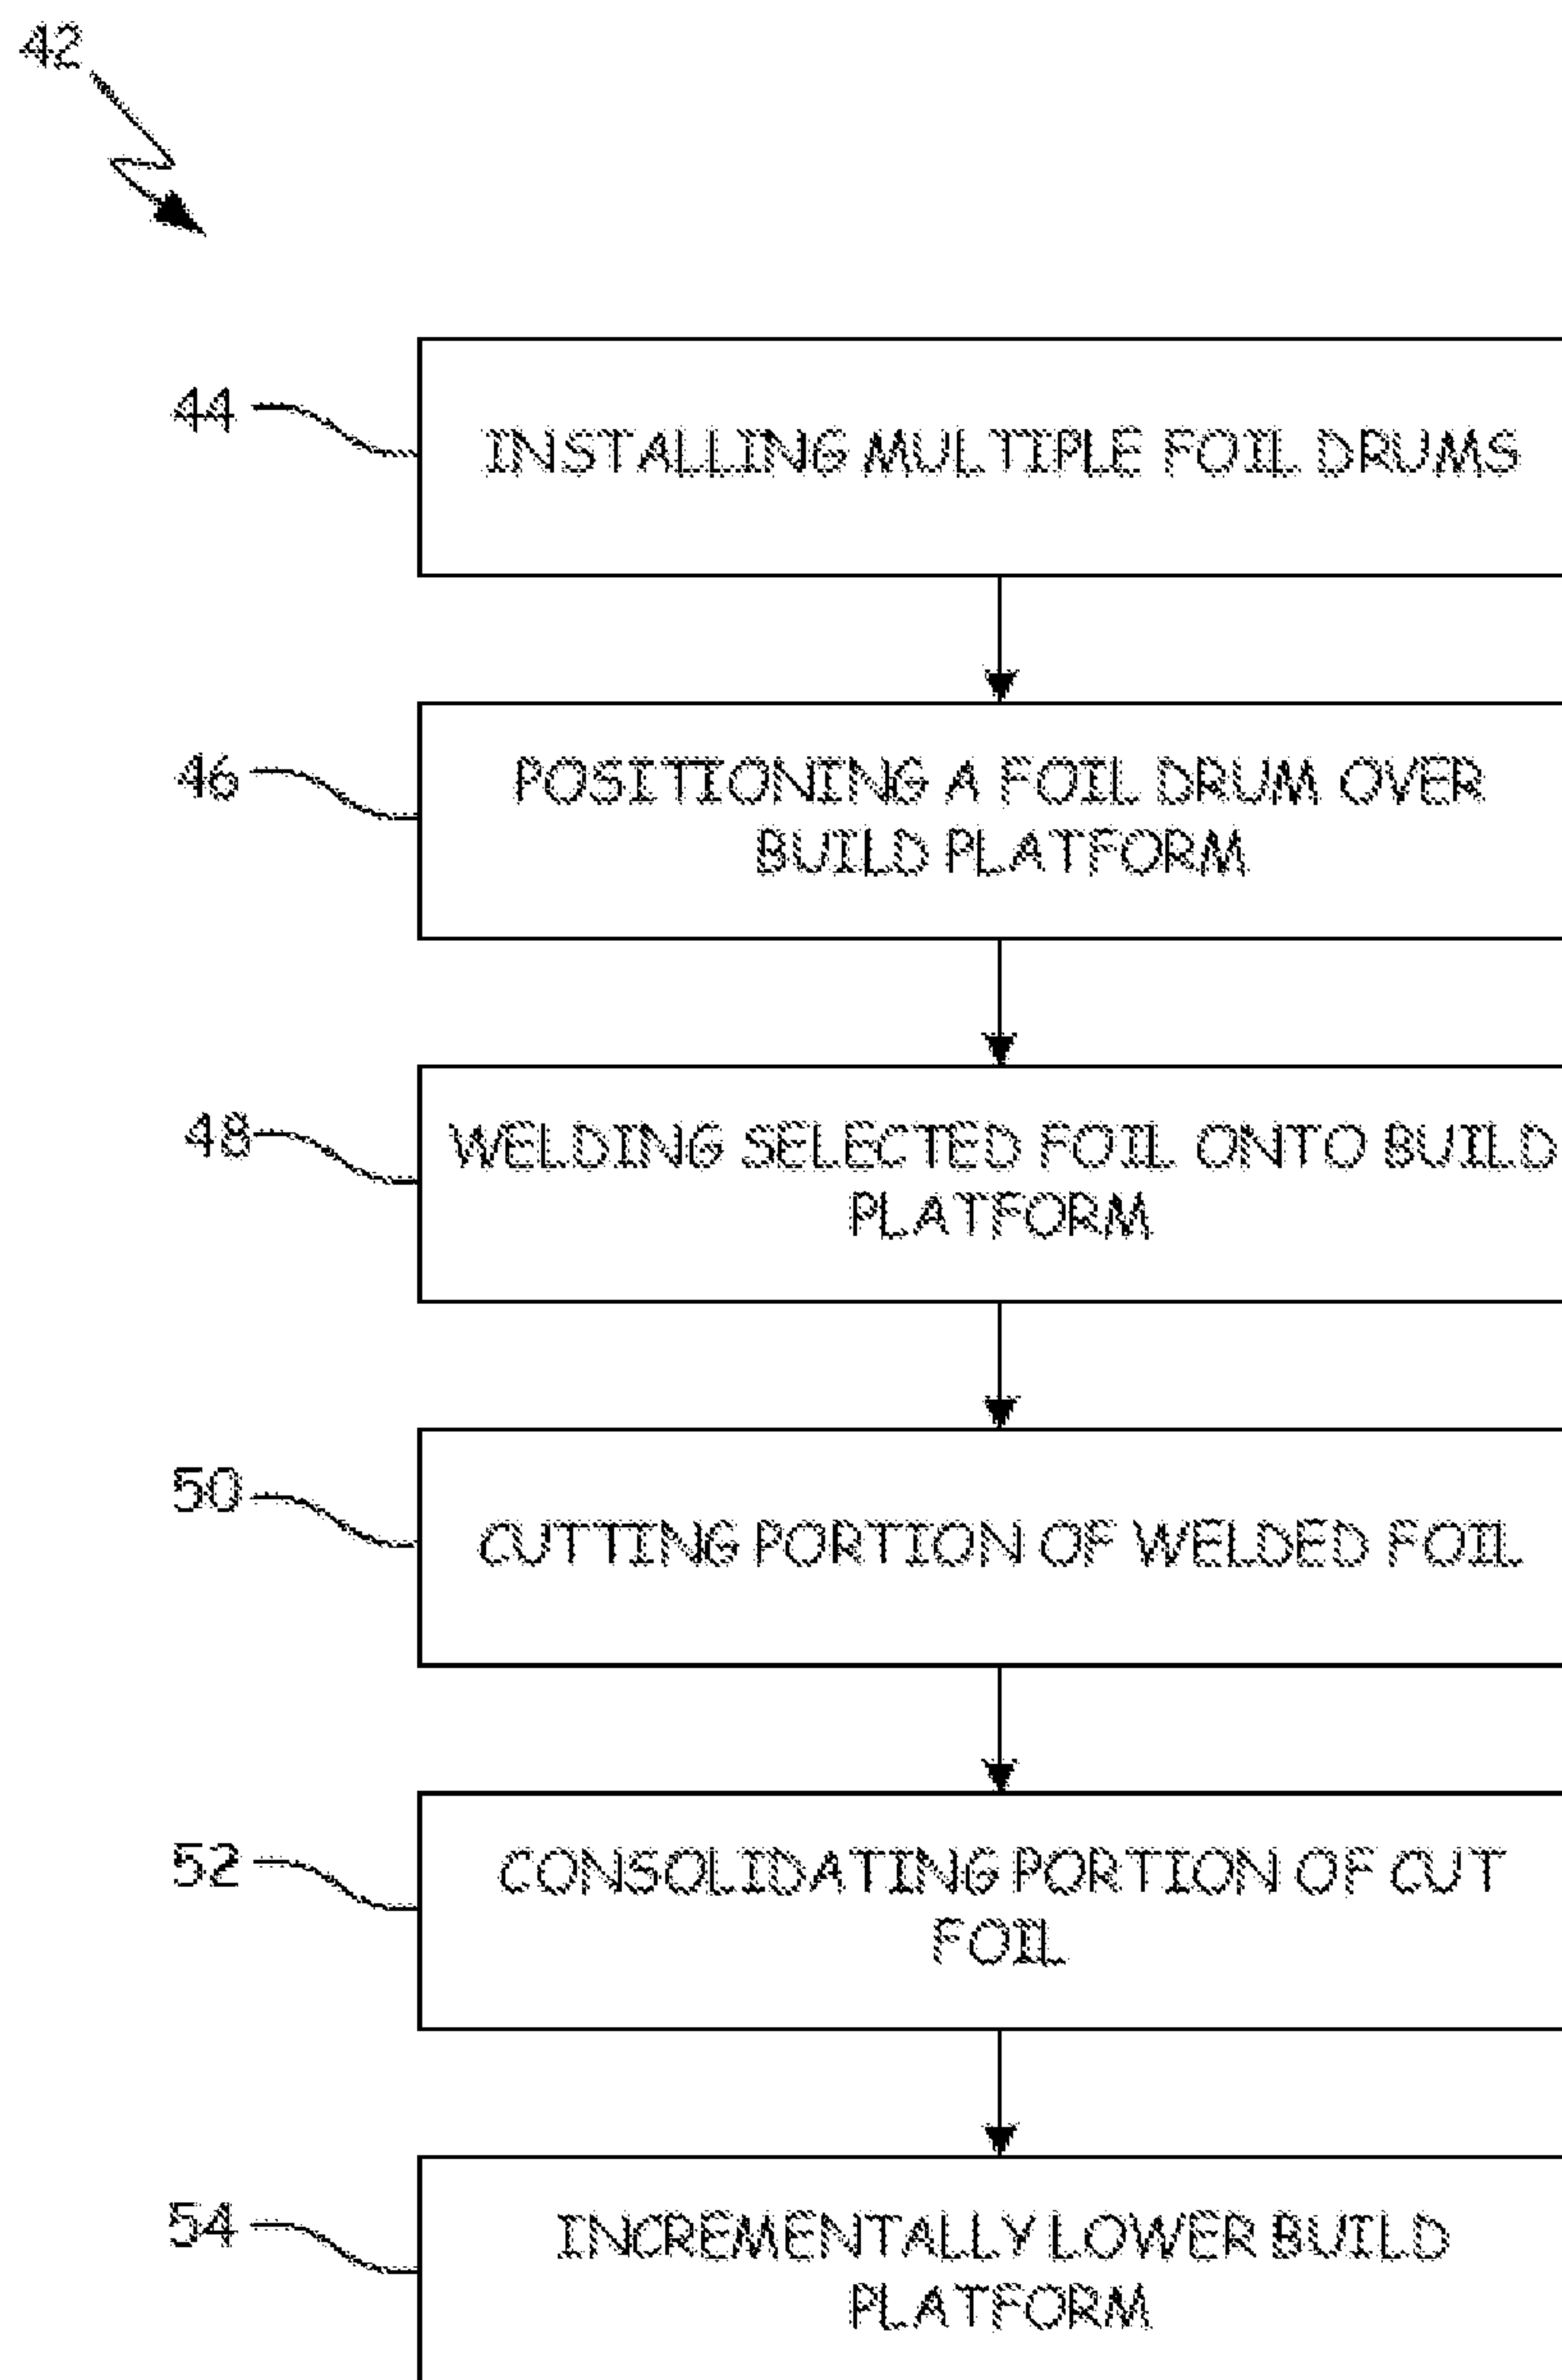 42
44
INSTALLING MULTIPLE FOIL DRUMS
46
POSITIONING A FOIL DRUM OVER
BUILD PLATFORM
48
WELDING SELECTED FOIL ONTO BUILD
PLATFORM
50
CUTTING PORTION OF WELDED FOIL
52
CONSOLIDATING PORTION OF CUT
FOIL
54
INCREMENTALLY LOWER BUILD
PLATFORM